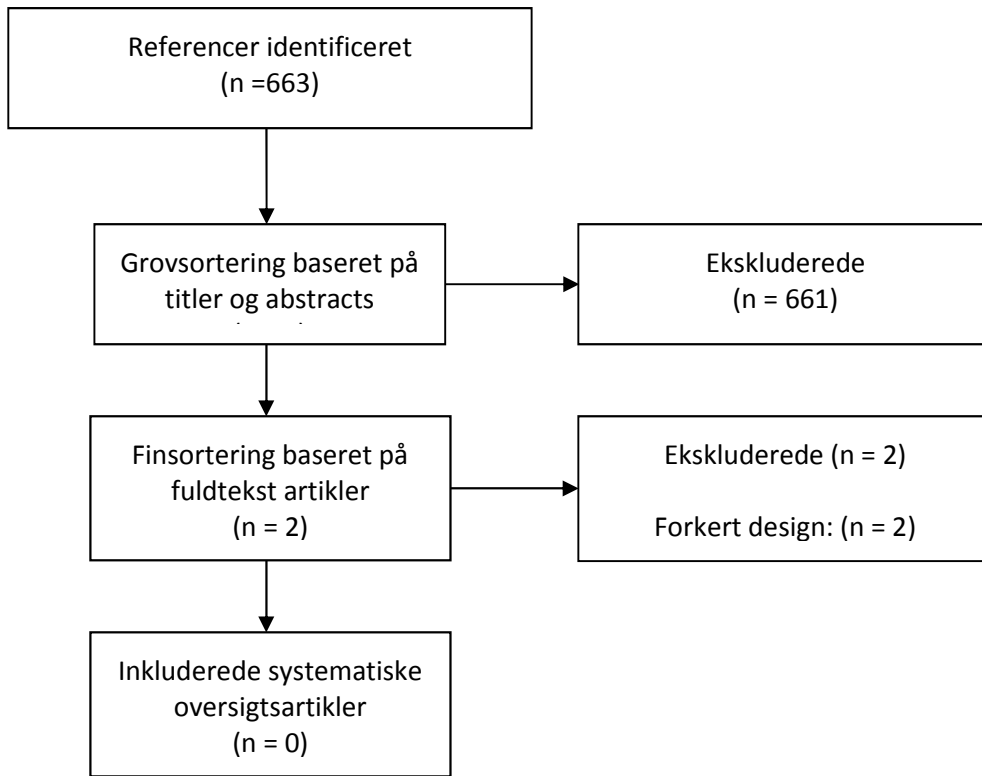 Referencer identificeret
(n =663)
Grovsortering baseret på
titler og abstracts
Ekskluderede
(n = 661)
Finsortering baseret på
fuldtekst artikler
(n = 2)
Ekskluderede (n = 2)
Forkert design: (n = 2)
Inkluderede systematiske
oversigtsartikler
(n = 0)